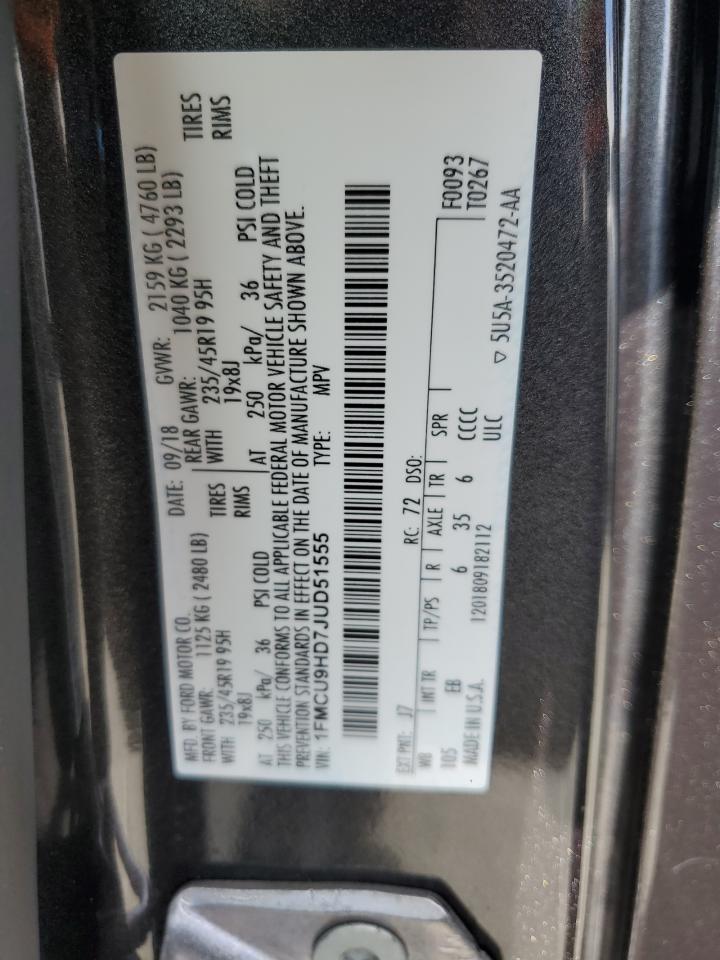 MFD. BY FORD MOTOR CO. DATE: 09/18 GVWR: 2159 KG ( 4760 LB)
FRONT GAWR: 1125 KG ( 2480 LB) REAR GAWR: 1040 KG ( 2293 LB)
WITH 235/45R19 95H TIRES WITH 235/45R19 95H TIRES
19x8J RIMS 19x8J RIMS
AT 250 kPa/ 36 PSI COLD AT 250 kPa/ 36 PSI COLD
THIS VEHICLE CONFORMS TO ALL APPLICABLE FEDERAL MOTOR VEHICLE SAFETY AND THEFT
PREVENTION STANDARDS IN EFFECT ON THE DATE OF MANUFACTURE SHOWN ABOVE.
VIN: 1FMCU9HD7JUD51555 TYPE: MPV
EXT PNT: J7 RC: 72 DSO: F0093
WB INT TR TP/PS R AXLE TR SPR T0267
105 EB 6 35 6 CCCC
MADE IN U.S.A. 1201809182112 ULC ▽ 5U5A-3520472-AA